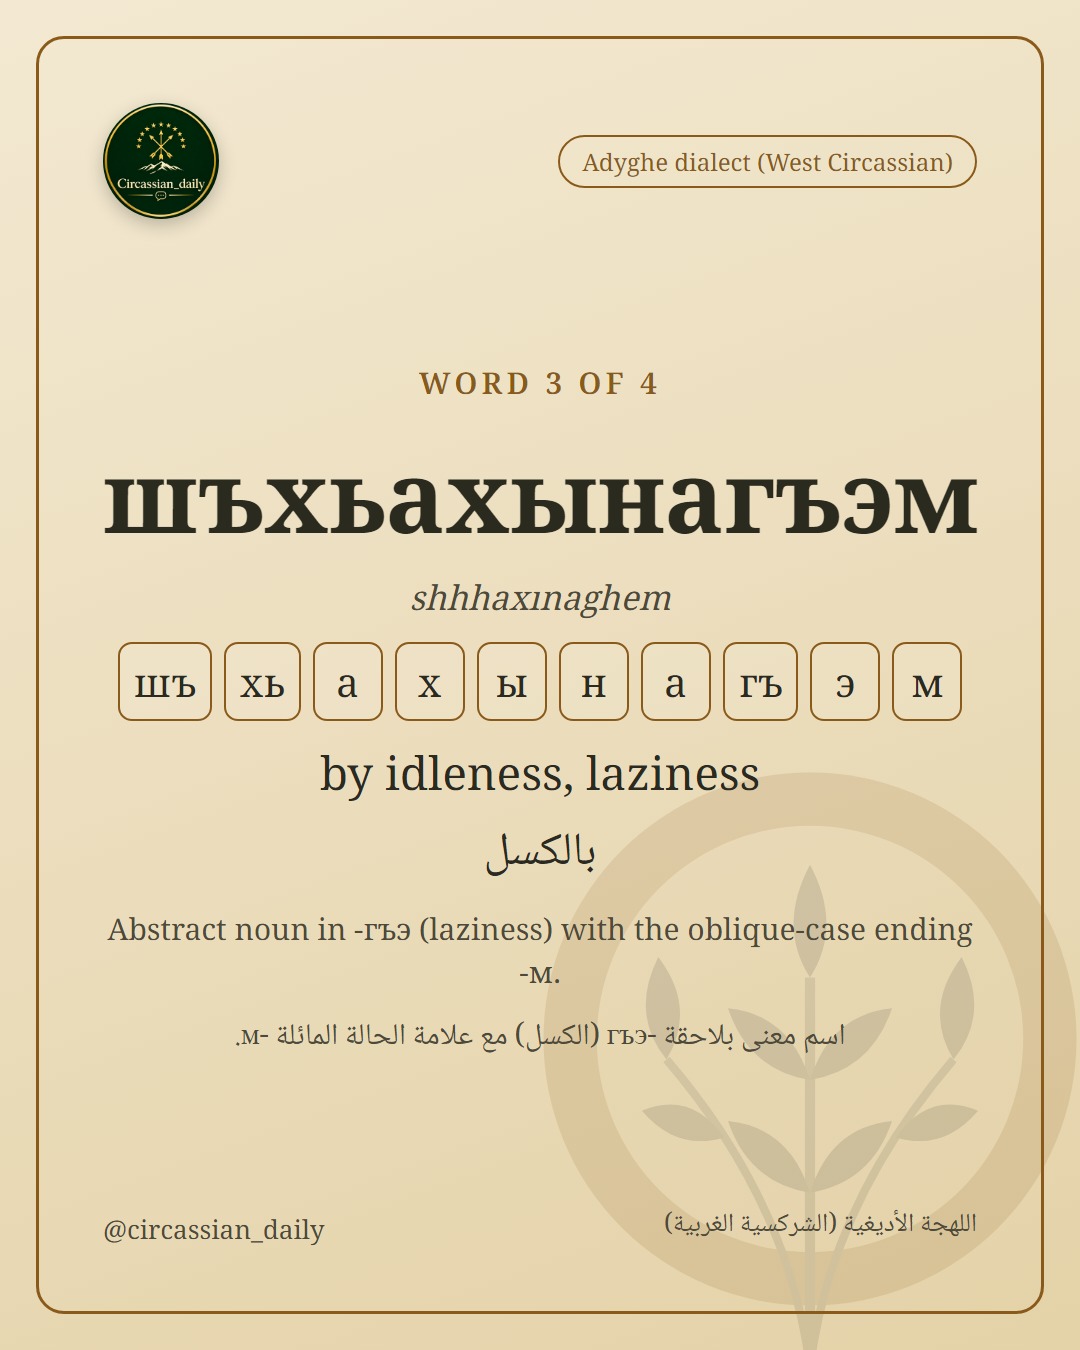 Circassian_daily
Adyghe dialect (West Circassian)
WORD 3 OF 4
шъхьахынагъэм
shhhaxınaghem
шъ хь а х ы н а гъ э м
by idleness, laziness
بالكسل
Abstract noun in -гъэ (laziness) with the oblique-case ending
-м.
اسم معنى بلاحقة -гъэ (الكسل) مع علامة الحالة المائلة -м.
@circassian_daily
اللهجة الأديغية (الشركسية الغربية)